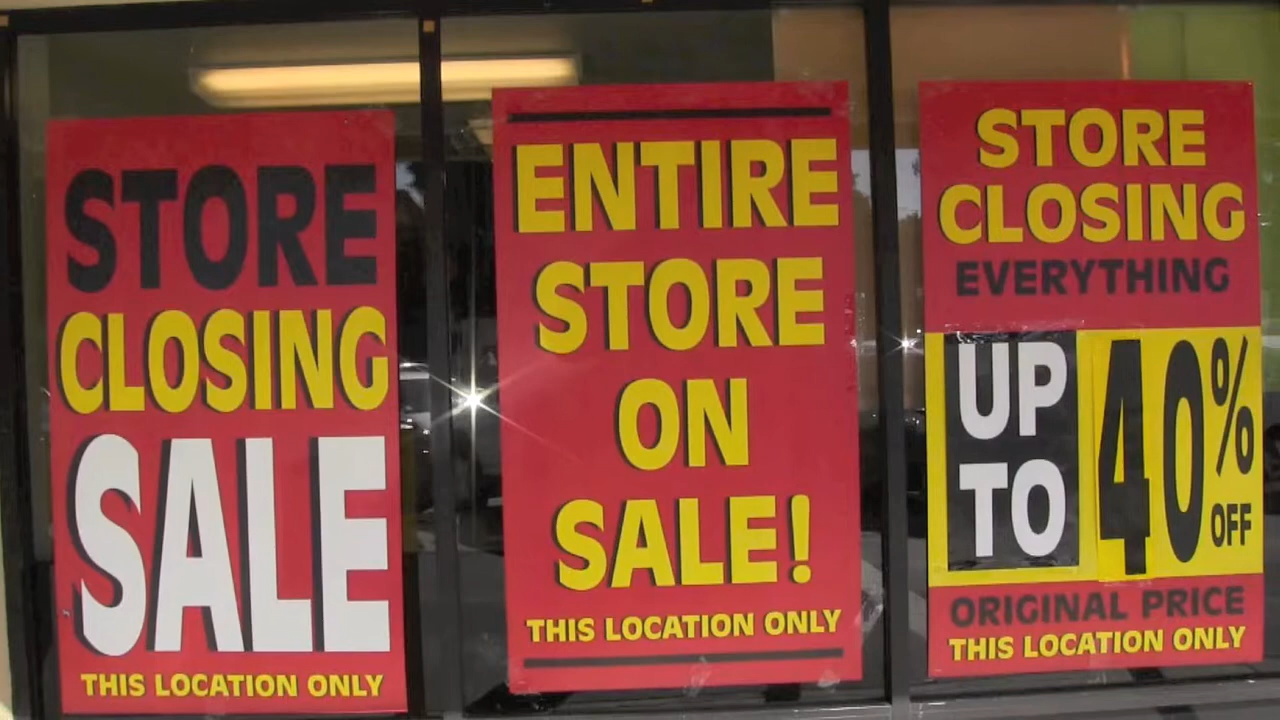 STORE
CLOSING
SALE
THIS LOCATION ONLY
ENTIRE
STORE
ON
SALE!
THIS LOCATION ONLY
STORE
CLOSING
EVERYTHING
UP
TO
40%
OFF
ORIGINAL PRICE
THIS LOCATION ONLY